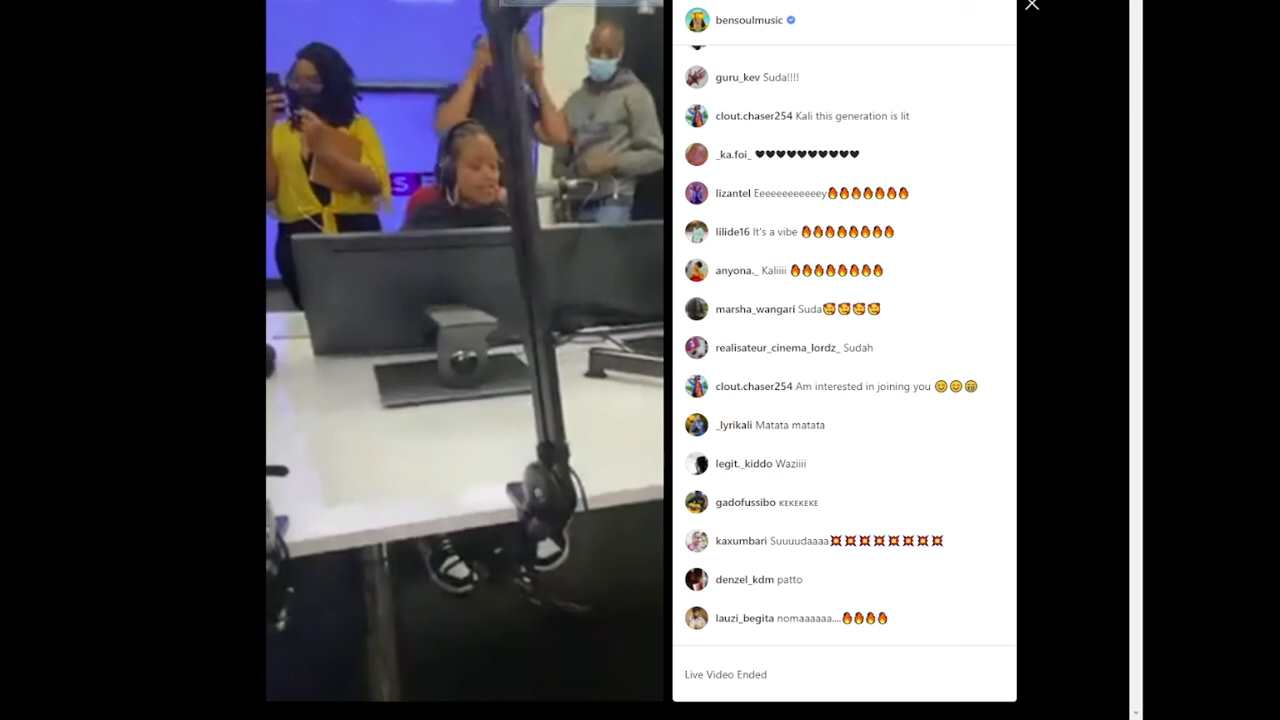 bensoulmusic
guru_kev Suda!!!!
clout.chaser254 Kali this generation is lit
_ka.foi_ 🖤🖤🖤🖤🖤🖤🖤🖤🖤🖤
lizantel Eeeeeeeeeeeey🔥🔥🔥🔥🔥🔥🔥
lilide16 It's a vibe 🔥🔥🔥🔥🔥🔥🔥🔥
anyona._ Kaliiii 🔥🔥🔥🔥🔥🔥🔥🔥
marsha_wangari Suda🥰🥰🥰🥰
realisateur_cinema_lordz_ Sudah
clout.chaser254 Am interested in joining you 😊😊😁
_lyrikali Matata matata
legit._kiddo Waziiii
gadofussibo ᴋᴇᴋᴇᴋᴇᴋᴇ
kaxumbari Suuuudaaaa💥💥💥💥💥💥💥💥
denzel_kdm patto
lauzi_begita nomaaaaaa....🔥🔥🔥🔥
Live Video Ended